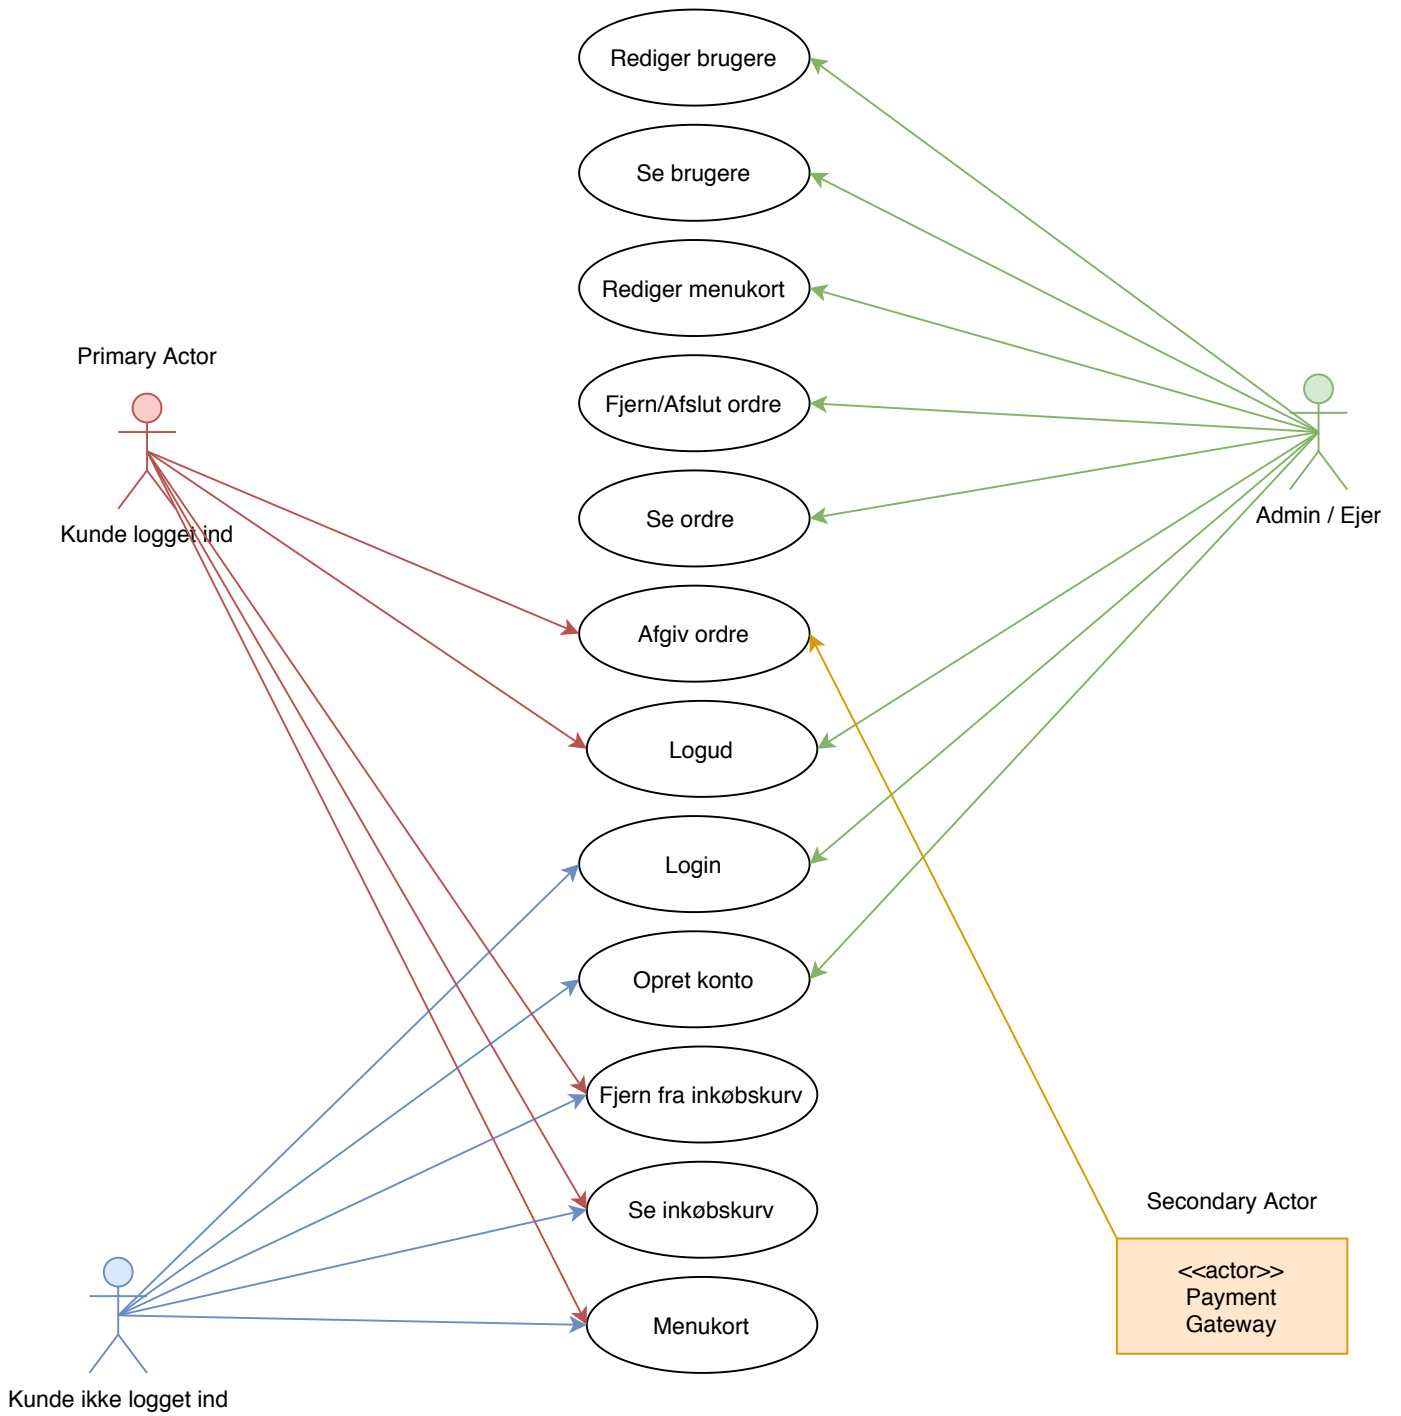 Rediger brugere
Se brugere
Rediger menukort
Primary Actor
Fjern/Afslut ordre
Se ordre
Admin / Ejer
Kunde logget ind
Afgiv ordre
Logud
Login
Opret konto
Fjern fra inkøbskurv
Se inkøbskurv
Secondary Actor
<<actor>>
Payment
Gateway
Menukort
Kunde ikke logget ind